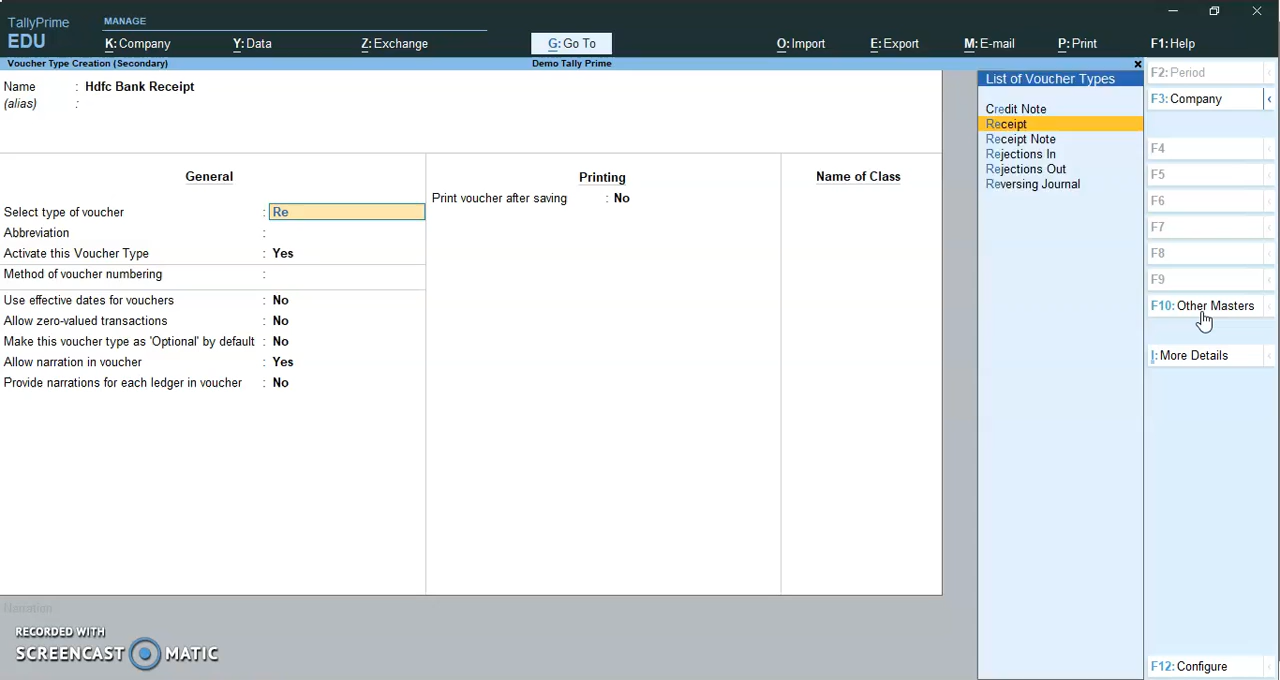 TallyPrime
EDU
MANAGE
K: Company
Y: Data
Z: Exchange
G: Go To
O: Import
E: Export
M: E-mail
P: Print
F1: Help
Voucher Type Creation (Secondary)
Demo Tally Prime
Name : Hdfc Bank Receipt
(alias) :
General
Select type of voucher : Re
Abbreviation :
Activate this Voucher Type : Yes
Method of voucher numbering :
Use effective dates for vouchers : No
Allow zero-valued transactions : No
Make this voucher type as 'Optional' by default : No
Allow narration in voucher : Yes
Provide narrations for each ledger in voucher : No
Printing
Print voucher after saving : No
Name of Class
List of Voucher Types
Credit Note
Receipt
Receipt Note
Rejections In
Rejections Out
Reversing Journal
F2: Period
F3: Company
F4
F5
F6
F7
F8
F9
F10: Other Masters
I: More Details
F12: Configure
Narration
RECORDED WITH
SCREENCAST MATIC